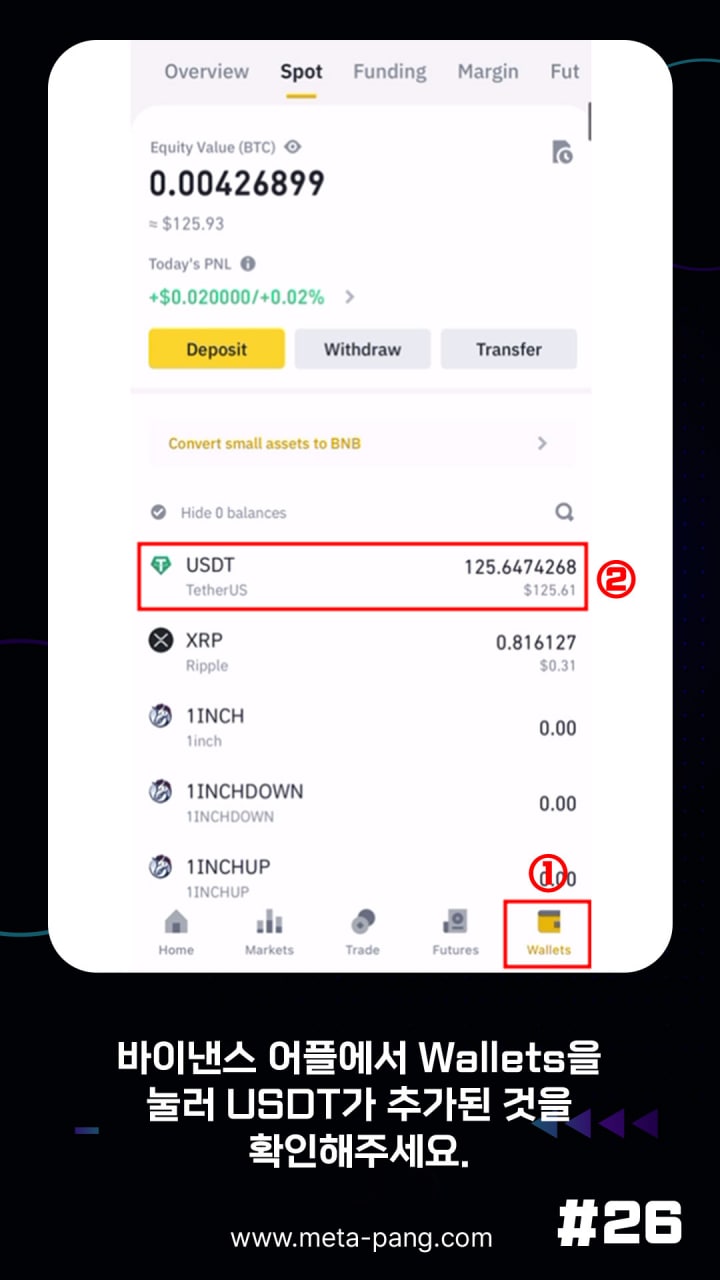 Overview Spot Funding Margin Fut
Equity Value (BTC)
0.00426899
≈ $125.93
Today's PNL
+$0.020000/+0.02%
Deposit Withdraw Transfer
Convert small assets to BNB
Hide 0 balances
USDT 125.6474268
TetherUS $125.61
②
XRP 0.816127
Ripple $0.31
1INCH 0.00
1inch
1INCHDOWN 0.00
1INCHDOWN
1INCHUP 0.00
1INCHUP
①
Home Markets Trade Futures Wallets
바이낸스 어플에서 Wallets을
눌러 USDT가 추가된 것을
확인해주세요.
www.meta-pang.com
#26